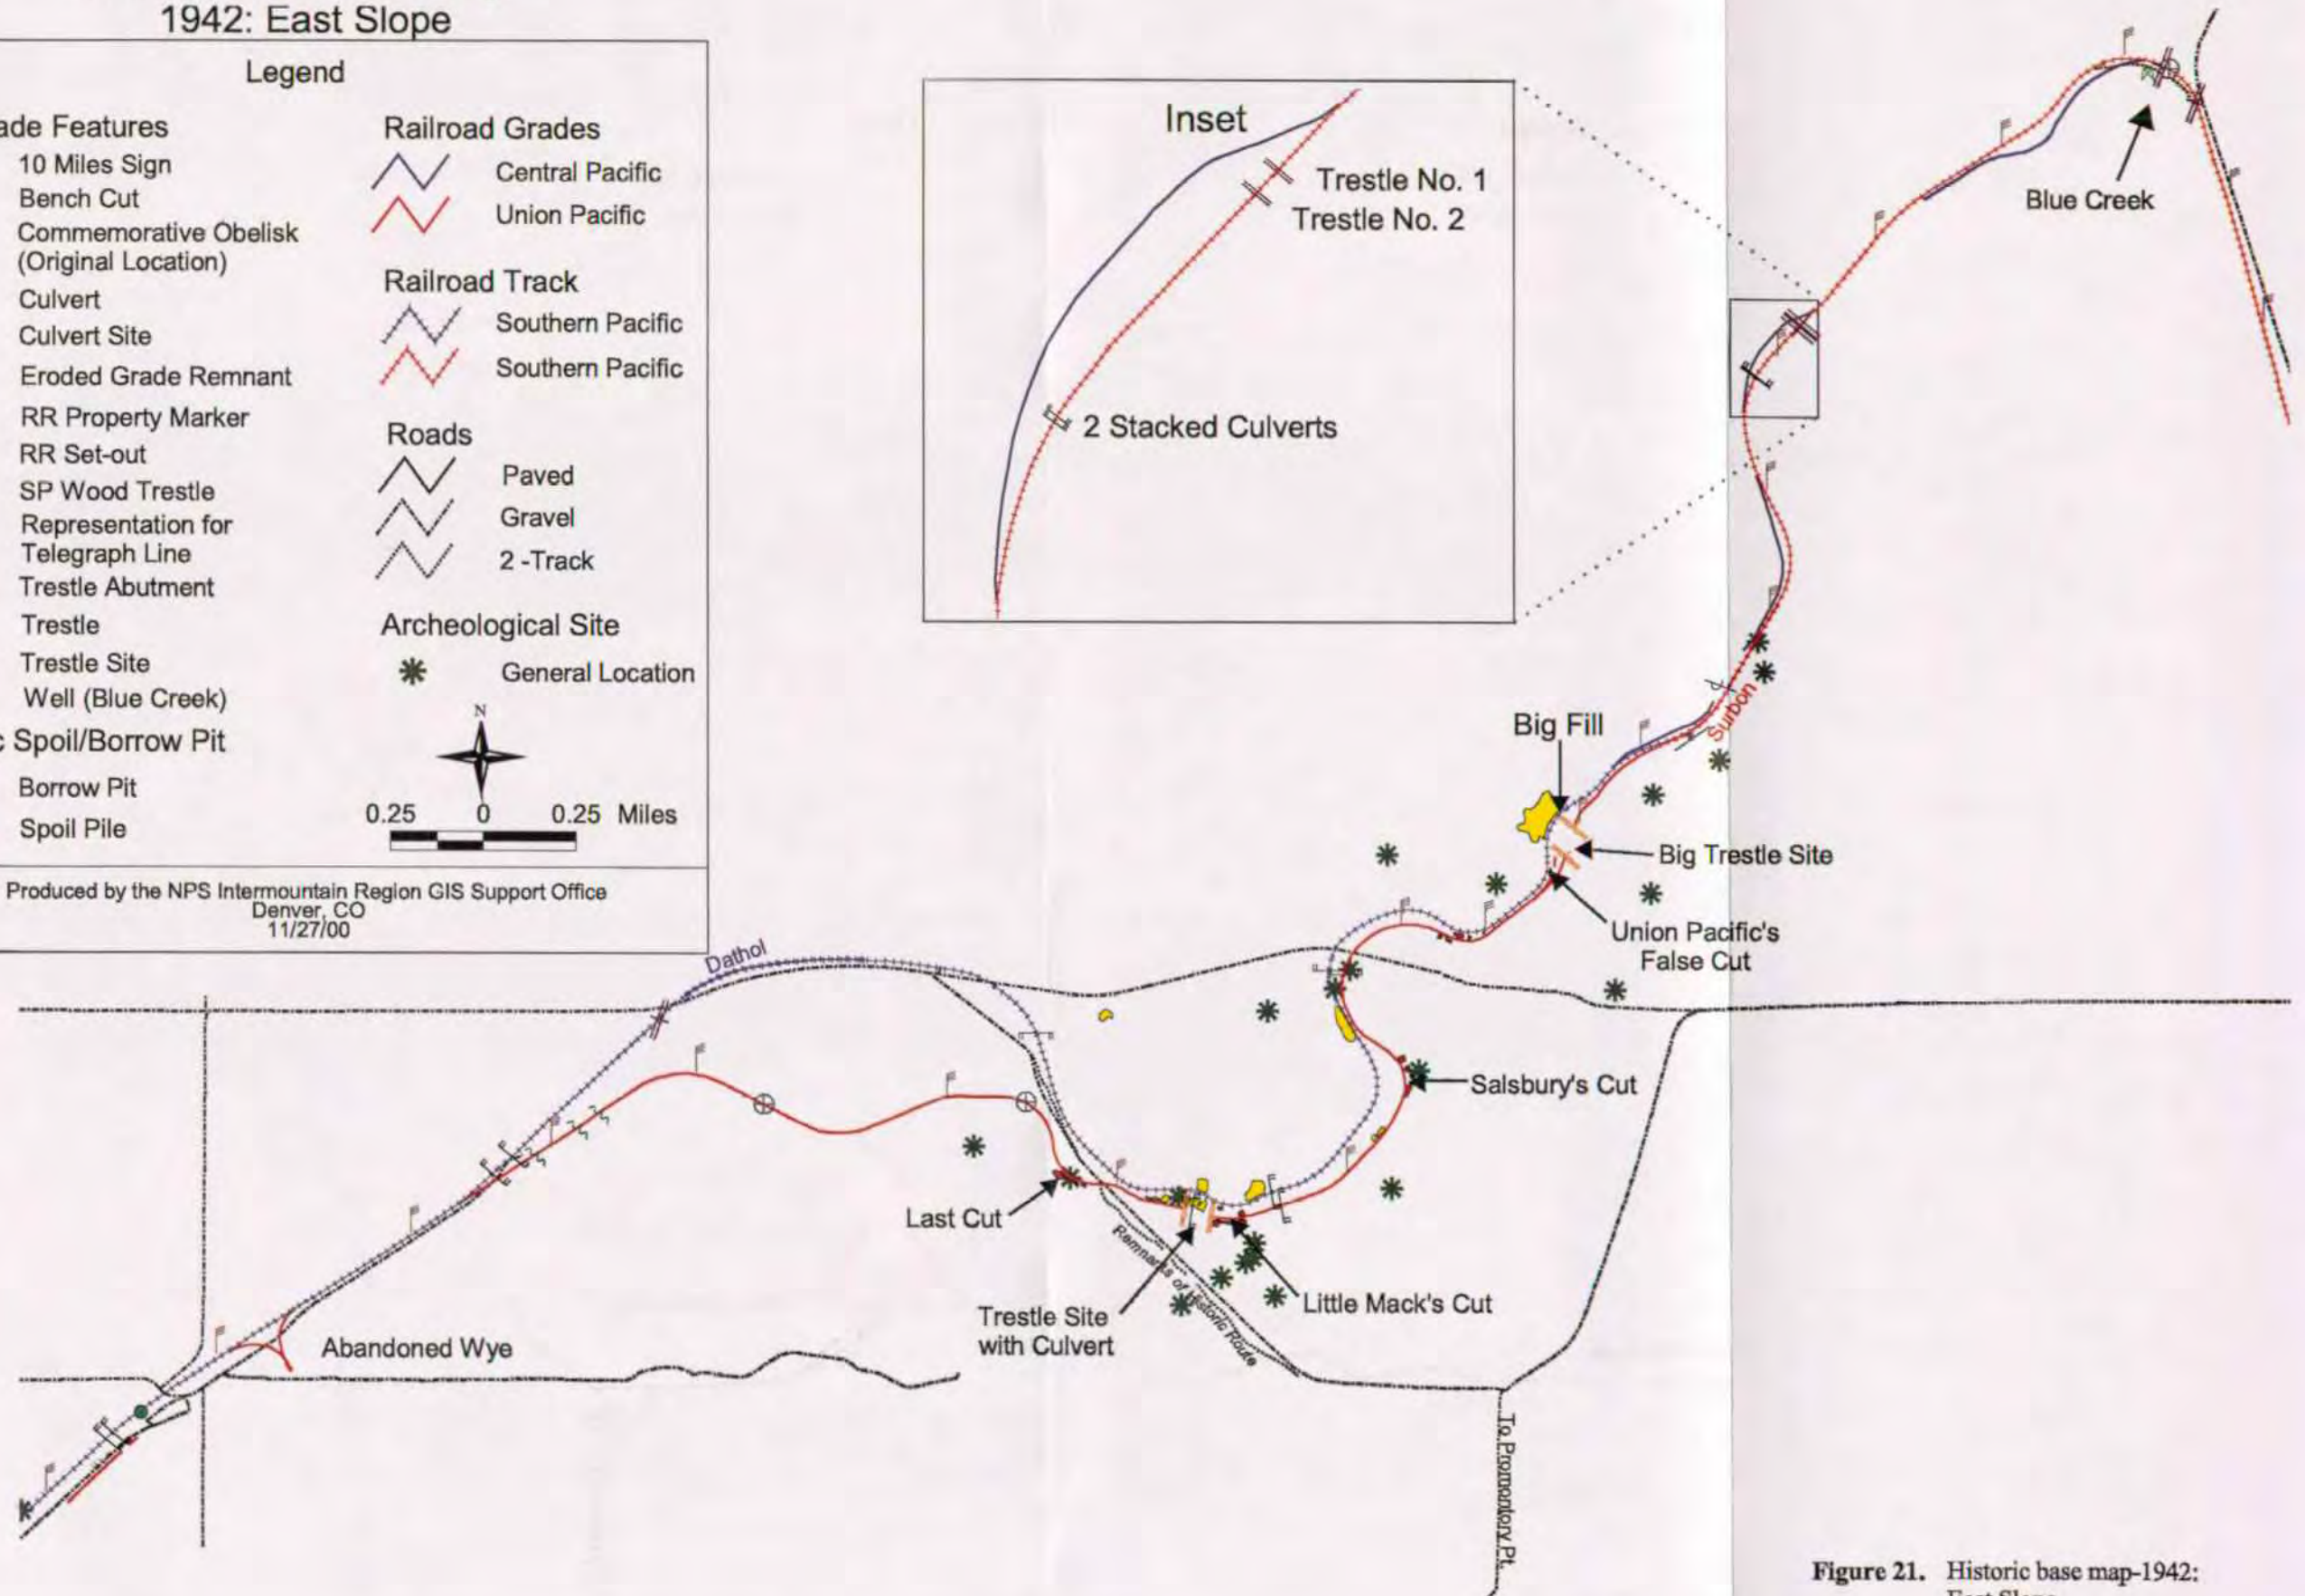 1942: East Slope
Legend
ade Features
10 Miles Sign
Bench Cut
Commemorative Obelisk
(Original Location)
Culvert
Culvert Site
Eroded Grade Remnant
RR Property Marker
RR Set-out
SP Wood Trestle
Representation for
Telegraph Line
Trestle Abutment
Trestle
Trestle Site
Well (Blue Creek)
c Spoil/Borrow Pit
Borrow Pit
Spoil Pile
Railroad Grades
Central Pacific
Union Pacific
Railroad Track
Southern Pacific
Southern Pacific
Roads
Paved
Gravel
2 -Track
Archeological Site
General Location
N
0.25 0 0.25 Miles
Produced by the NPS Intermountain Region GIS Support Office
Denver, CO
11/27/00
Inset
Trestle No. 1
Trestle No. 2
2 Stacked Culverts
Blue Creek
Surbon
Big Fill
Big Trestle Site
Union Pacific's
False Cut
Dathol
Salsbury's Cut
Last Cut
Remnants of Historic Route
Trestle Site
with Culvert
Little Mack's Cut
Abandoned Wye
To Promontory Pt.
Figure 21. Historic base map-1942:
East Slope